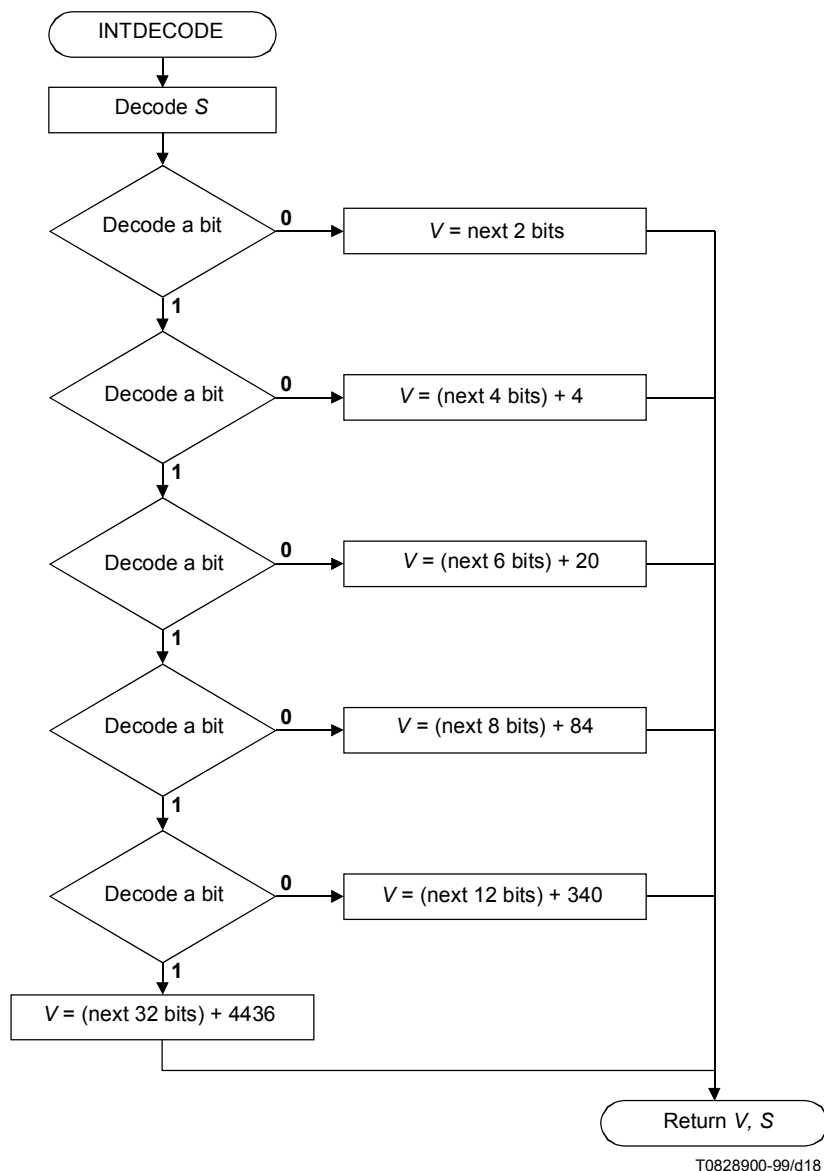 INTDECODE
Decode S
Decode a bit
0
V = next 2 bits
1
Decode a bit
0
V = (next 4 bits) + 4
1
Decode a bit
0
V = (next 6 bits) + 20
1
Decode a bit
0
V = (next 8 bits) + 84
1
Decode a bit
0
V = (next 12 bits) + 340
1
V = (next 32 bits) + 4436
Return V, S
T0828900-99/d18